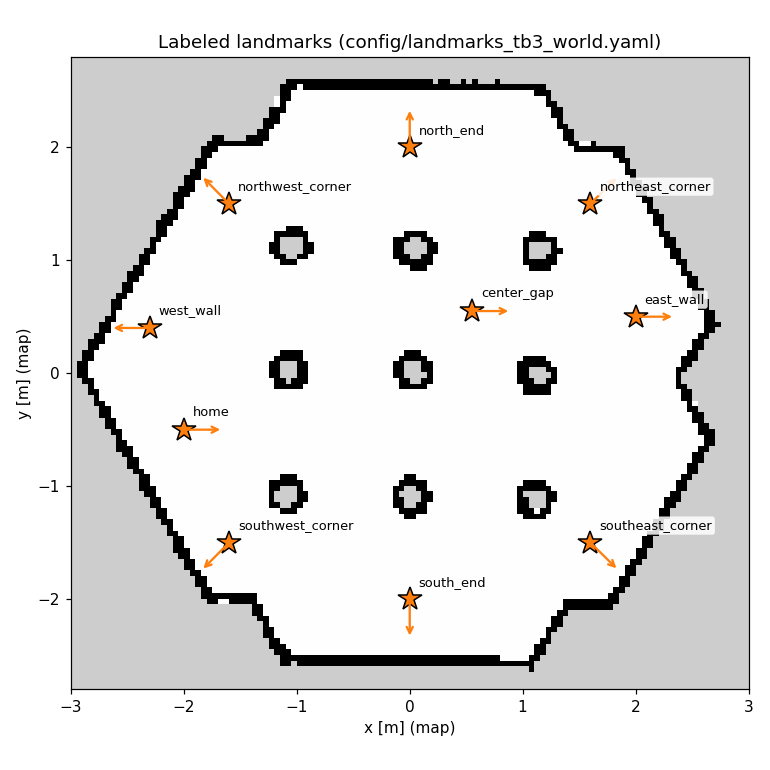 Labeled landmarks (config/landmarks_tb3_world.yaml)
north_end
northwest_corner
northeast_corner
center_gap
east_wall
west_wall
home
southwest_corner
southeast_corner
south_end
y [m] (map)
2
1
0
−1
−2
−3
−2
−1
0
1
2
3
x [m] (map)